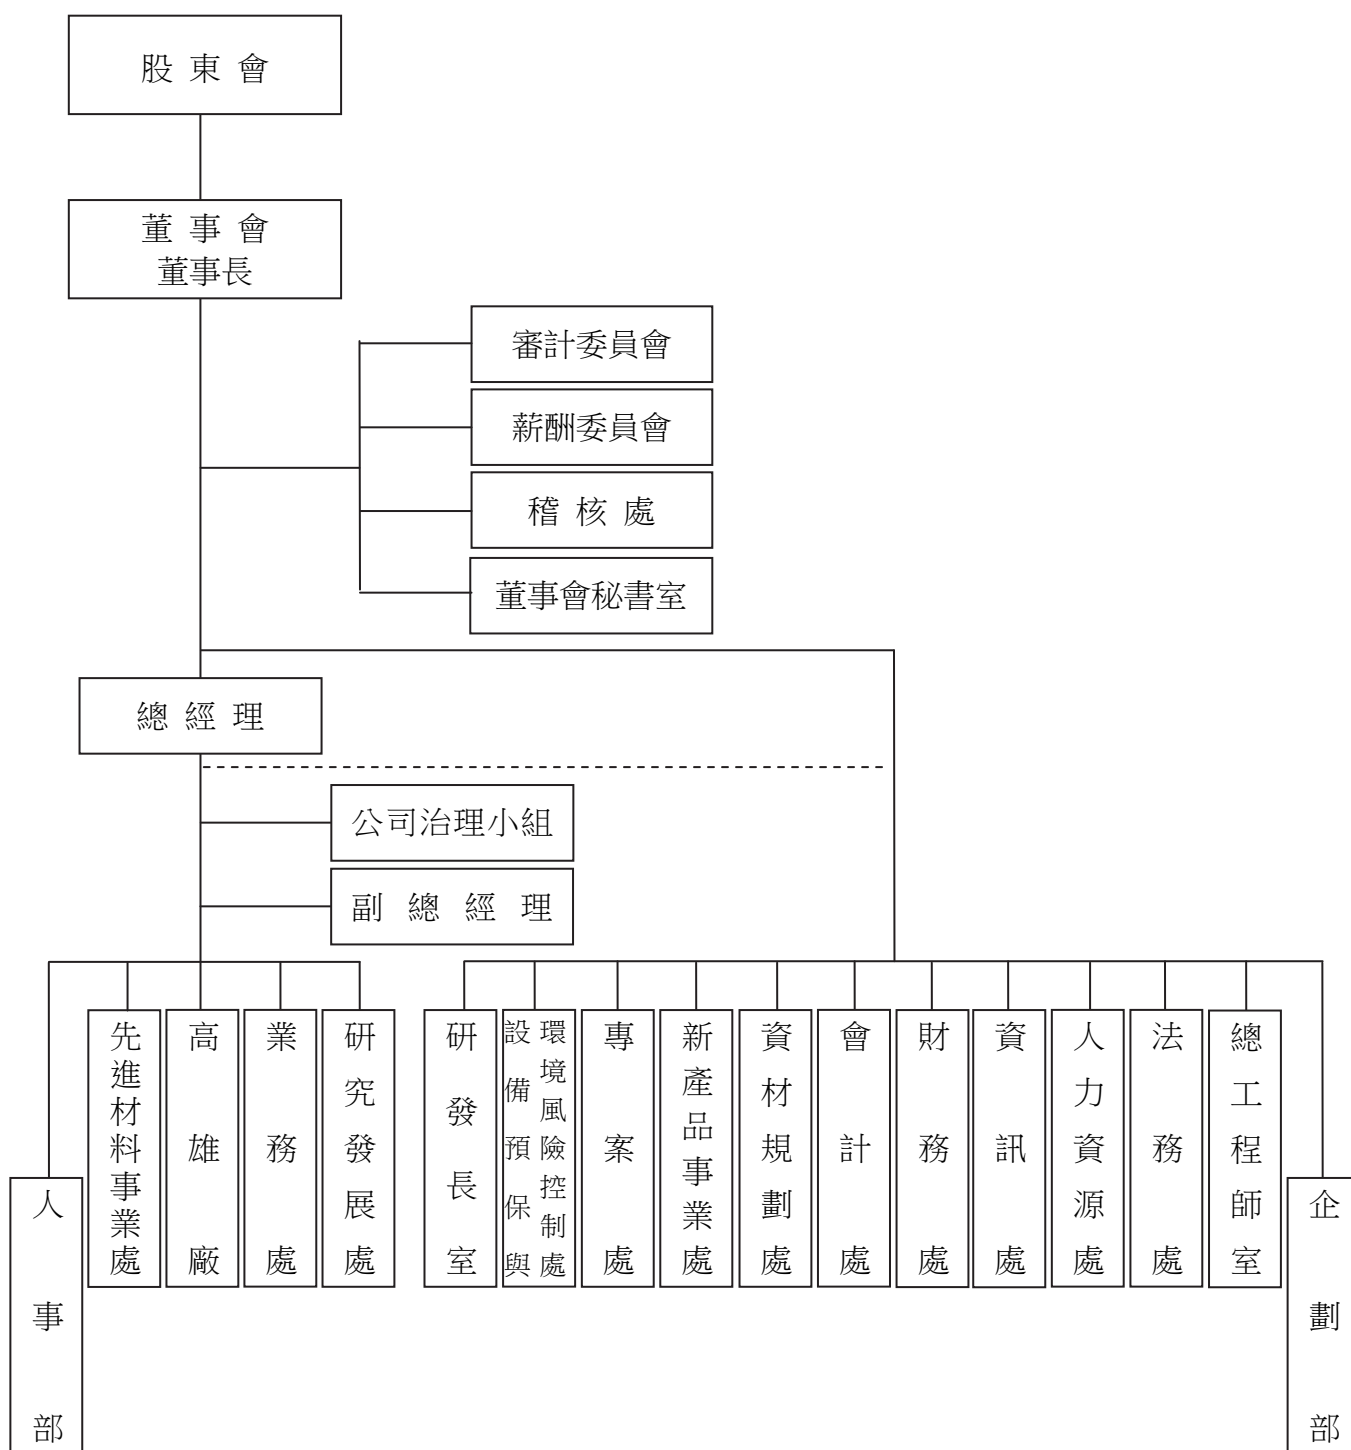 股東會
董事會
董事長
審計委員會
薪酬委員會
稽核處
董事會秘書室
總經理
公司治理小組
副總經理
人事部
先進材料事業處
高雄廠
業務處
研究發展處
研發長室
設備預保與
環境風險控制處
專案處
新產品事業處
資材規劃處
會計處
財務處
資訊處
人力資源處
法務處
總工程師室
企劃部